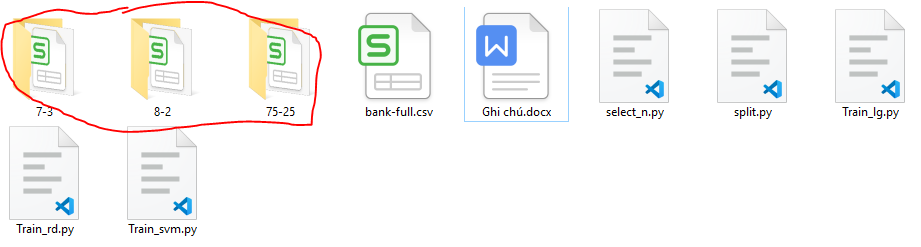 7-3
8-2
75-25
bank-full.csv
Ghi chú.docx
select_n.py
split.py
Train_lg.py
Train_rd.py
Train_svm.py